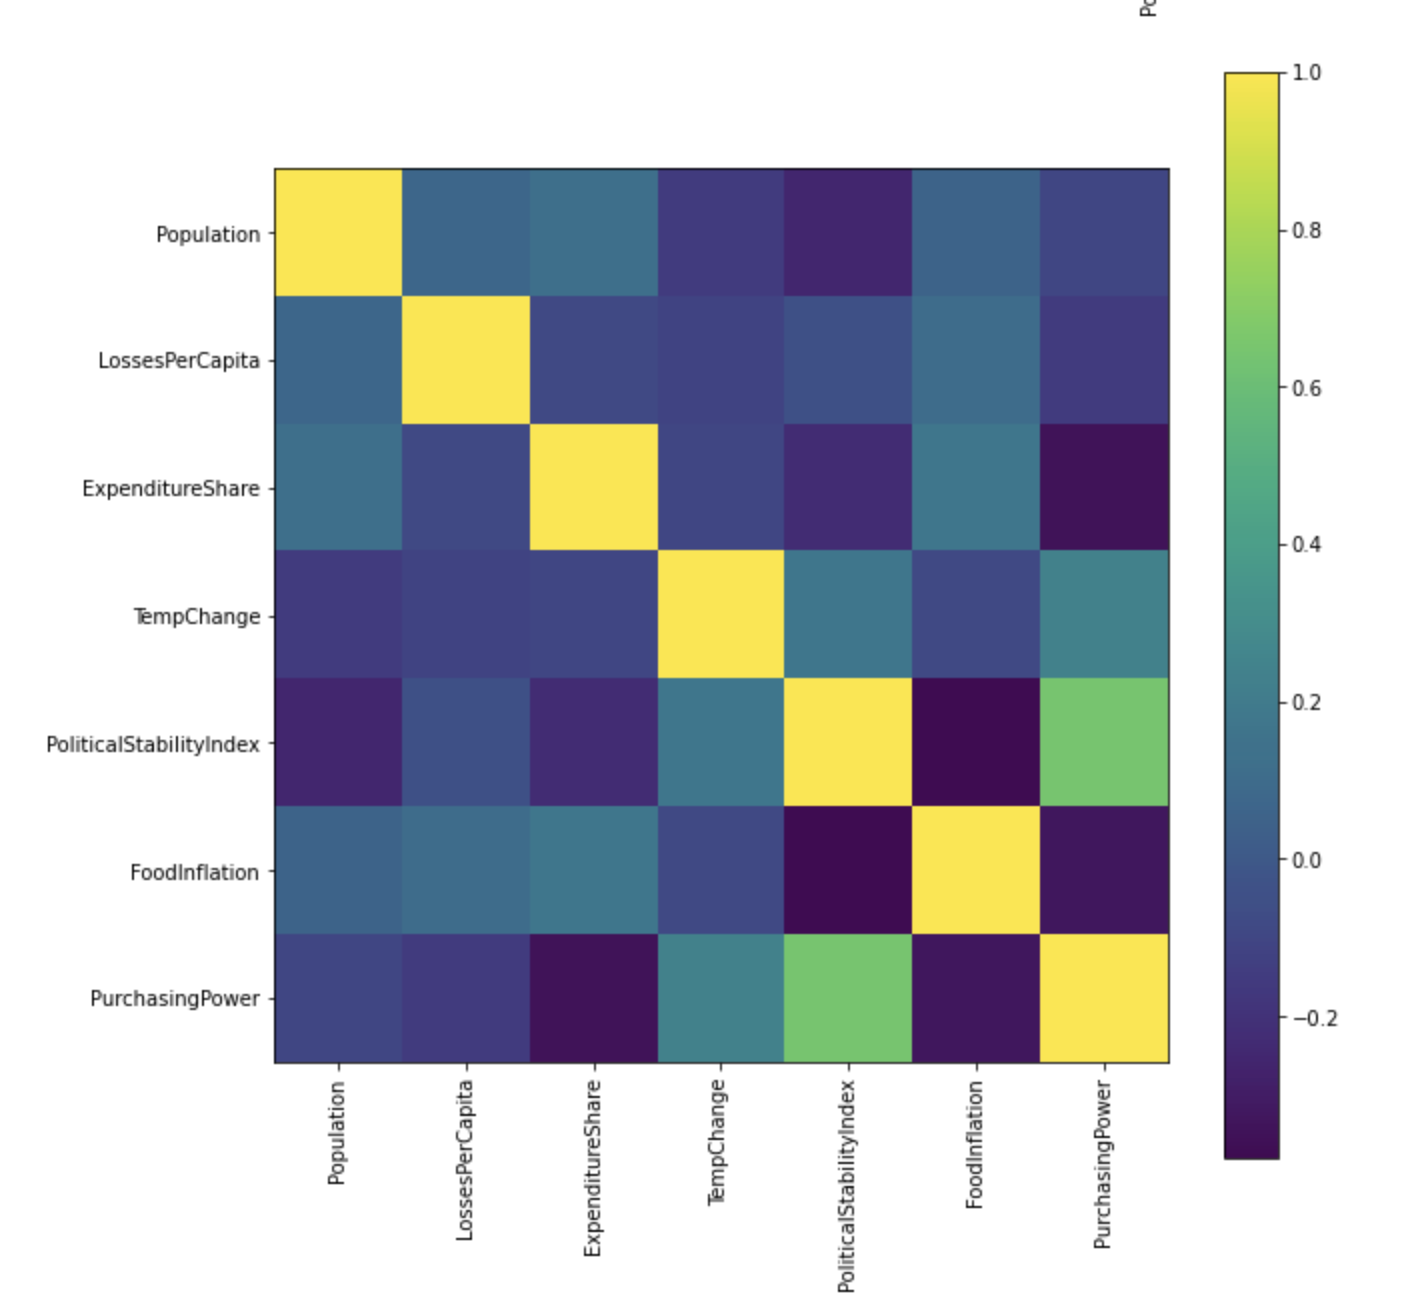 Po
1.0
0.8
0.6
0.4
0.2
0.0
−0.2
Population
LossesPerCapita
ExpenditureShare
TempChange
PoliticalStabilityIndex
FoodInflation
PurchasingPower
Population
LossesPerCapita
ExpenditureShare
TempChange
PoliticalStabilityIndex
FoodInflation
PurchasingPower